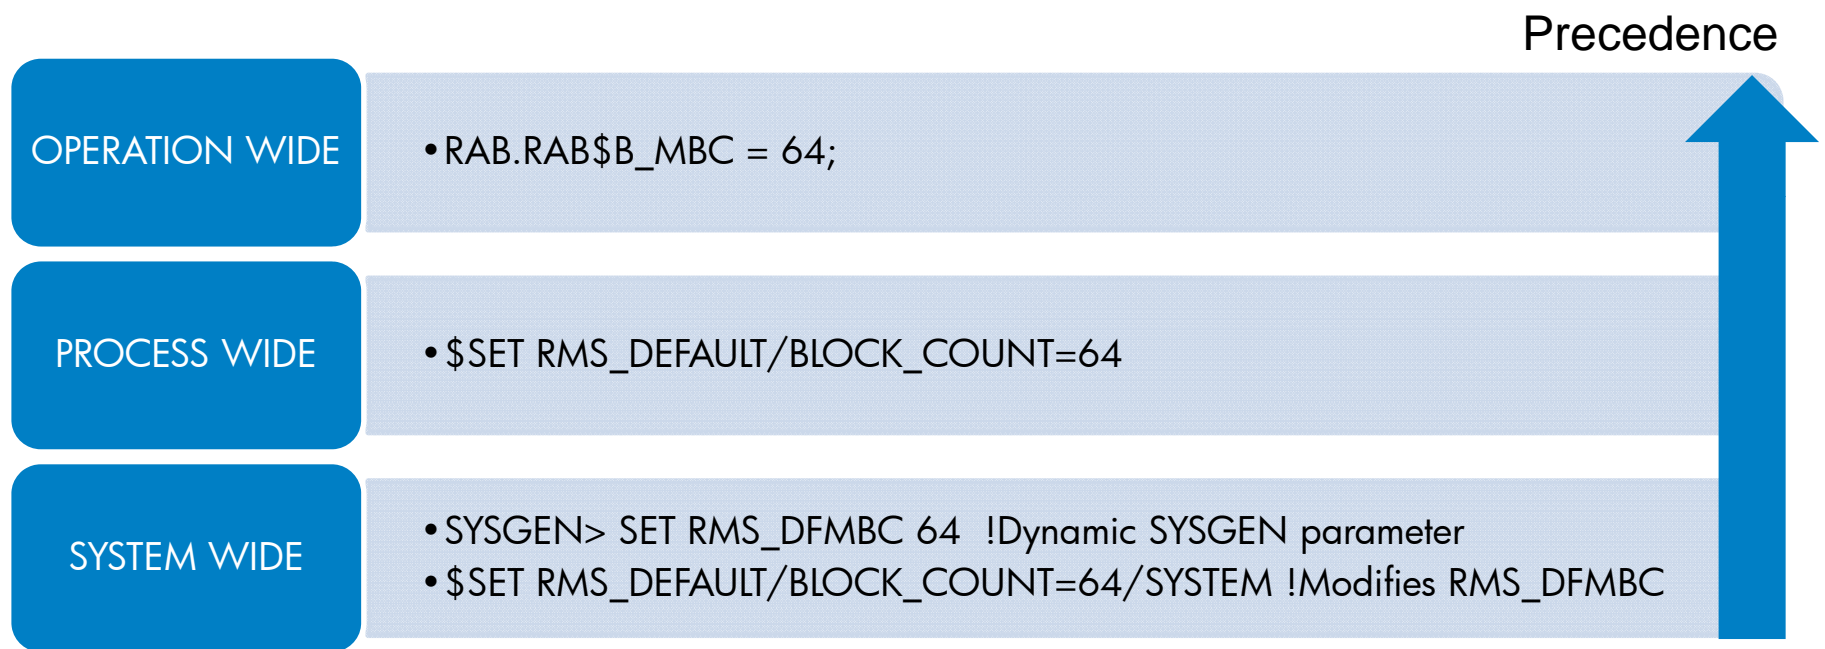 Precedence
OPERATION WIDE
•RAB.RAB$B_MBC = 64;
PROCESS WIDE
•$SET RMS_DEFAULT/BLOCK_COUNT=64
SYSTEM WIDE
•SYSGEN> SET RMS_DFMBC 64 !Dynamic SYSGEN parameter
•$SET RMS_DEFAULT/BLOCK_COUNT=64/SYSTEM !Modifies RMS_DFMBC